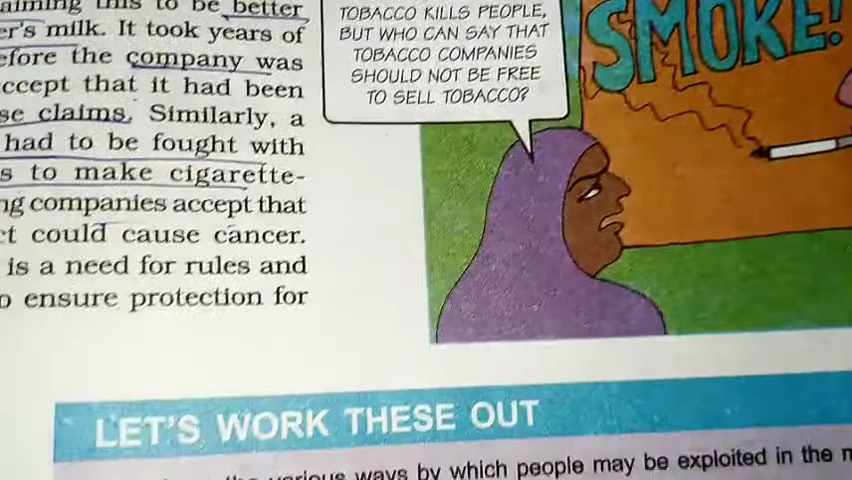 aiming this to be better
er's milk. It took years of
efore the company was
ccept that it had been
se claims. Similarly, a
had to be fought with
s to make cigarette-
ng companies accept that
ct could cause cancer.
is a need for rules and
o ensure protection for
TOBACCO KILLS PEOPLE,
BUT WHO CAN SAY THAT
TOBACCO COMPANIES
SHOULD NOT BE FREE
TO SELL TOBACCO?
SMOKE!
LET'S WORK THESE OUT
various ways by which people may be exploited in the m